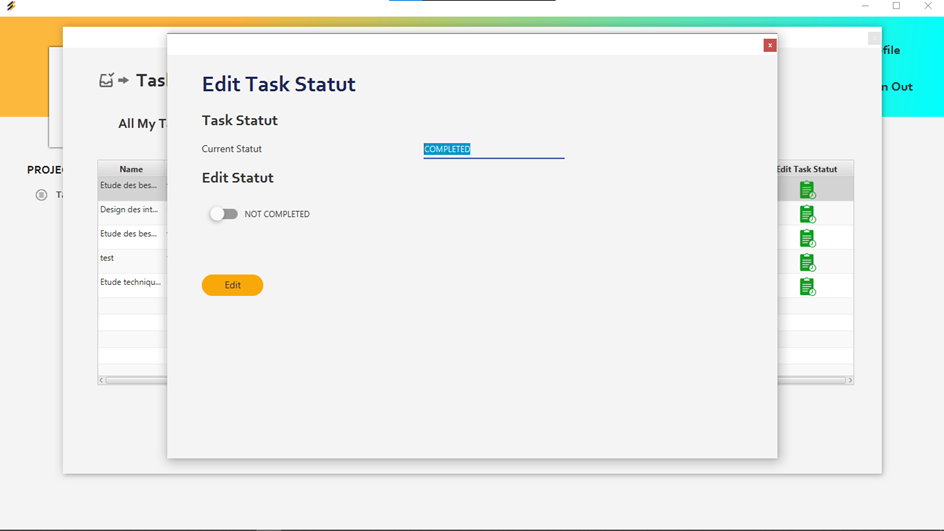 file
n Out
Task
All My T
PROJEC
Edit Task Statut
Task Statut
Current Statut COMPLETED
Edit Statut
NOT COMPLETED
Edit
Name Edit Task Statut
Etude des bes...
Design des int...
Etude des bes...
test
Etude techniqu...